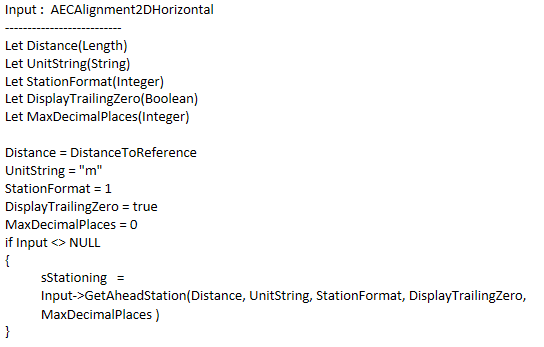 Input :  AECAlignment2DHorizontal
--------------------------
Let Distance(Length)
Let UnitString(String)
Let StationFormat(Integer)
Let DisplayTrailingZero(Boolean)
Let MaxDecimalPlaces(Integer)

Distance = DistanceToReference
UnitString = "m"
StationFormat = 1
DisplayTrailingZero = true
MaxDecimalPlaces = 0
if Input <> NULL
{
sStationing   =
Input->GetAheadStation(Distance, UnitString, StationFormat, DisplayTrailingZero,
MaxDecimalPlaces )
}